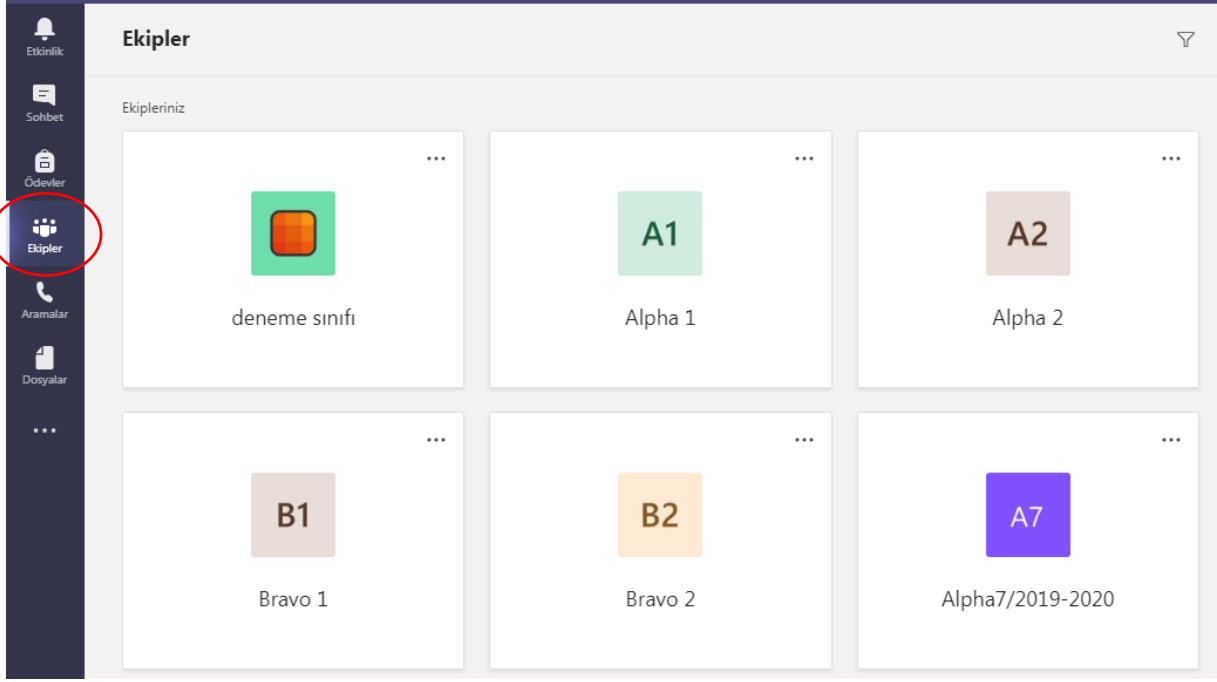 Etkinlik
Sohbet
Ödevler
Ekipler
Aramalar
Dosyalar
Ekipler
Ekipleriniz
deneme sınıfı
A1
Alpha 1
A2
Alpha 2
B1
Bravo 1
B2
Bravo 2
A7
Alpha7/2019-2020